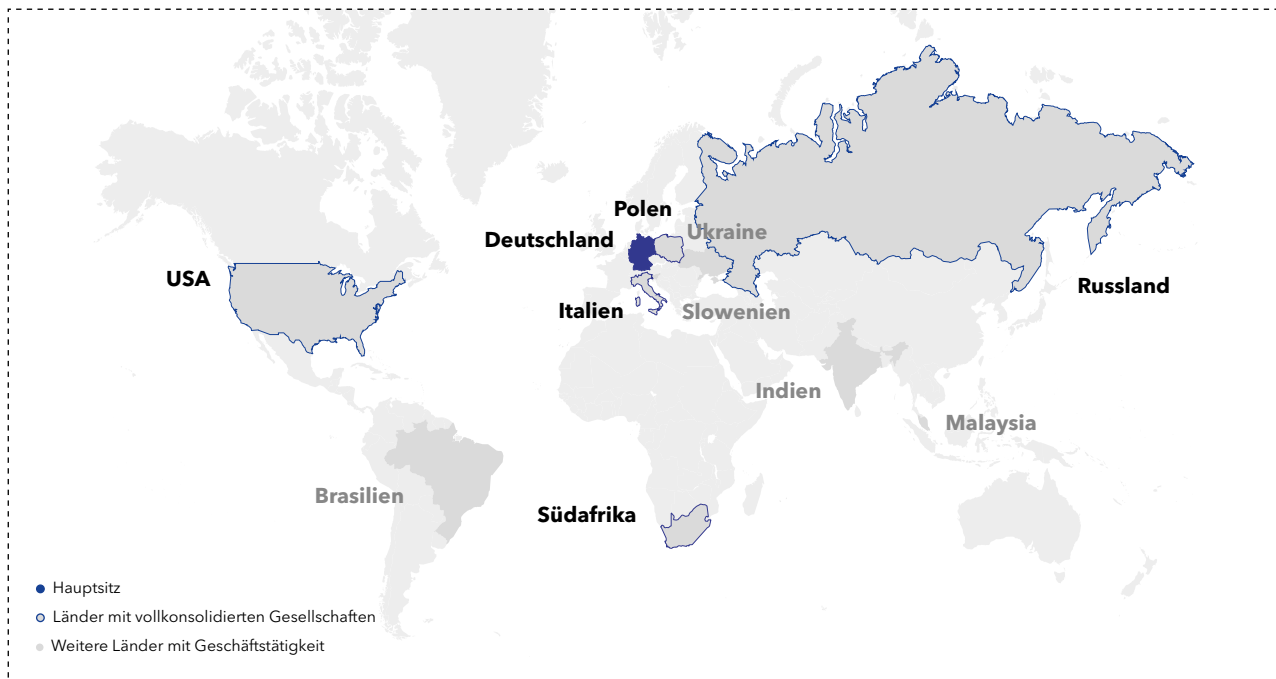 Polen
Ukraine
Deutschland
USA
Russland
Italien
Slowenien
Indien
Malaysia
Brasilien
Südafrika
Hauptsitz
Länder mit vollkonsolidierten Gesellschaften
Weitere Länder mit Geschäftstätigkeit